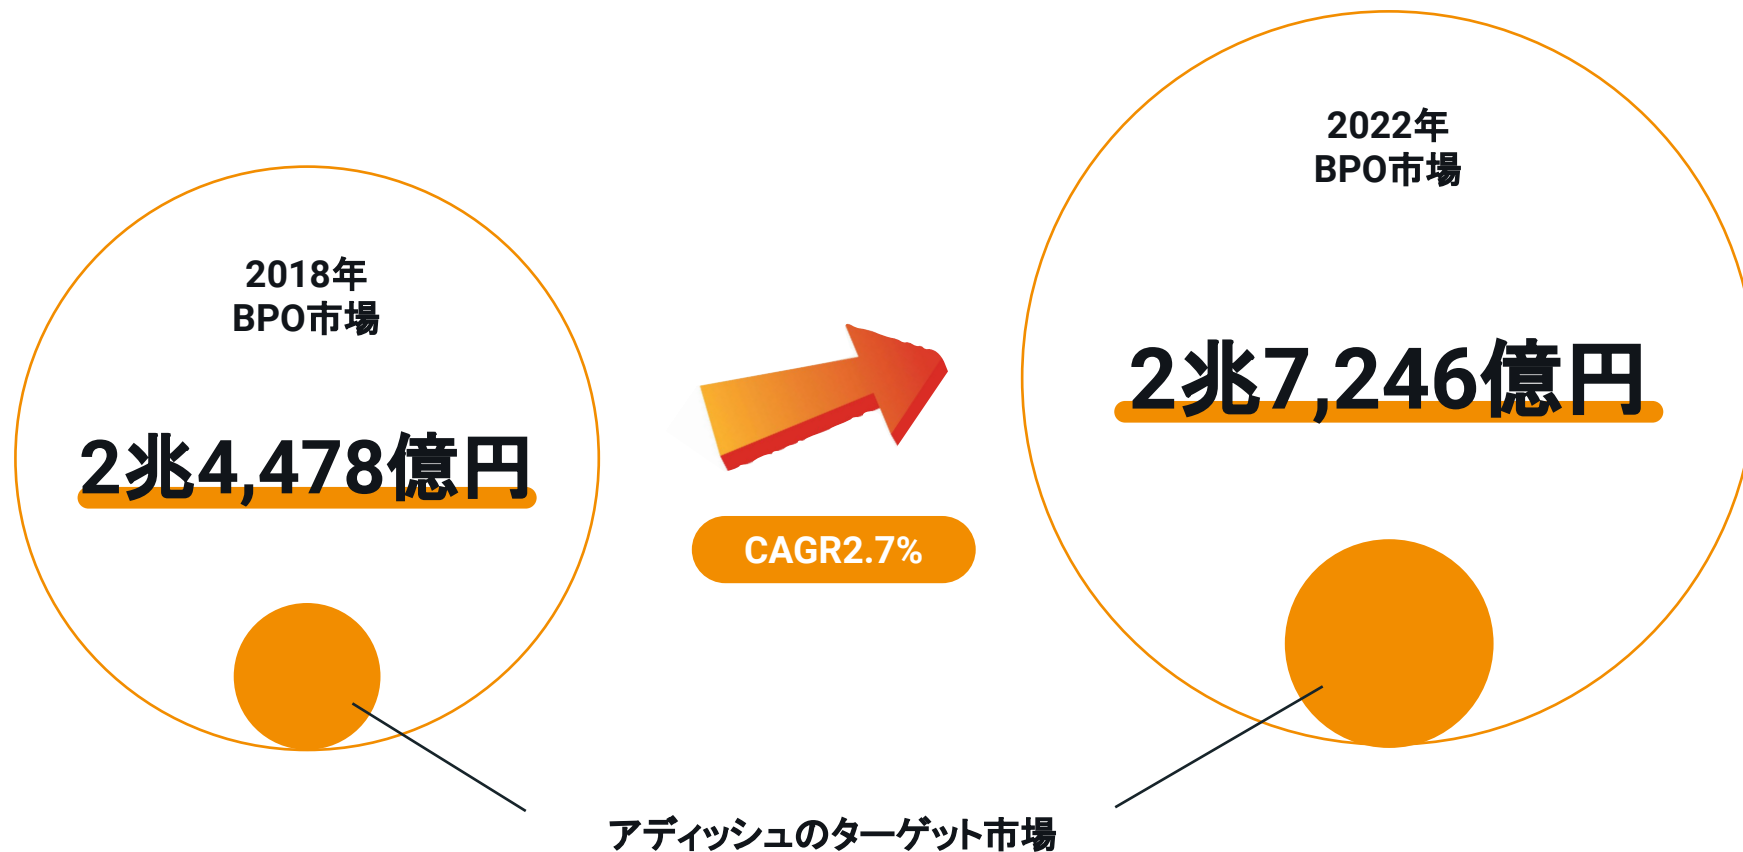 2018年
BPO市場
2兆4,478億円
CAGR2.7%
2022年
BPO市場
2兆7,246億円
アディッシュのターゲット市場